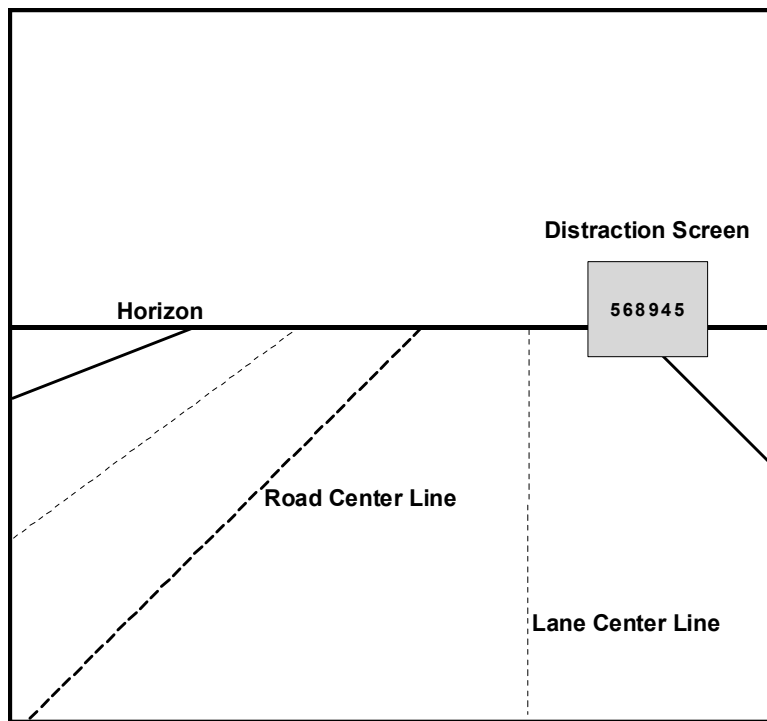 Distraction Screen
568945
Horizon
Road Center Line
Lane Center Line